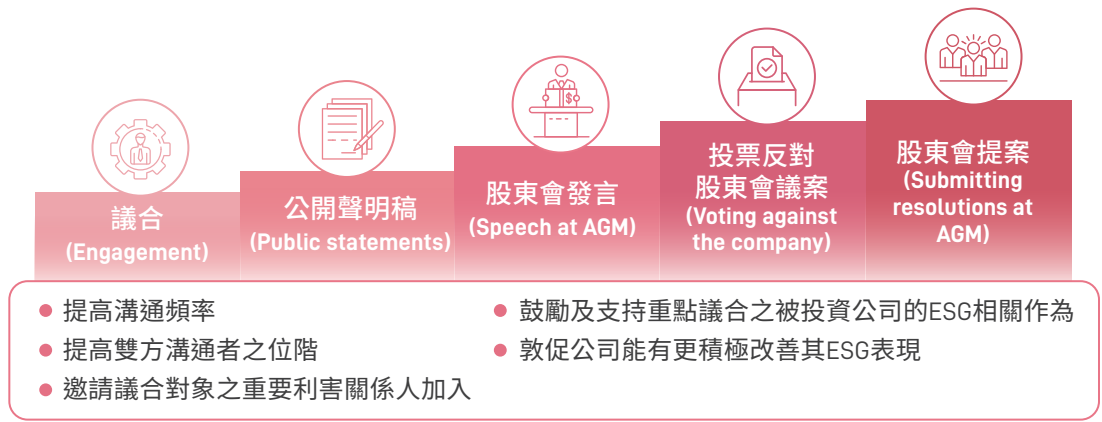 議合
(Engagement)
公開聲明稿
(Public statements)
$
股東會發言
(Speech at AGM)
投票反對
股東會議案
(Voting against
the company)
股東會提案
(Submitting
resolutions at
AGM)
提高溝通頻率
提高雙方溝通者之位階
邀請議合對象之重要利害關係人加入
鼓勵及支持重點議合之被投資公司的ESG相關作為
敦促公司能有更積極改善其ESG表現